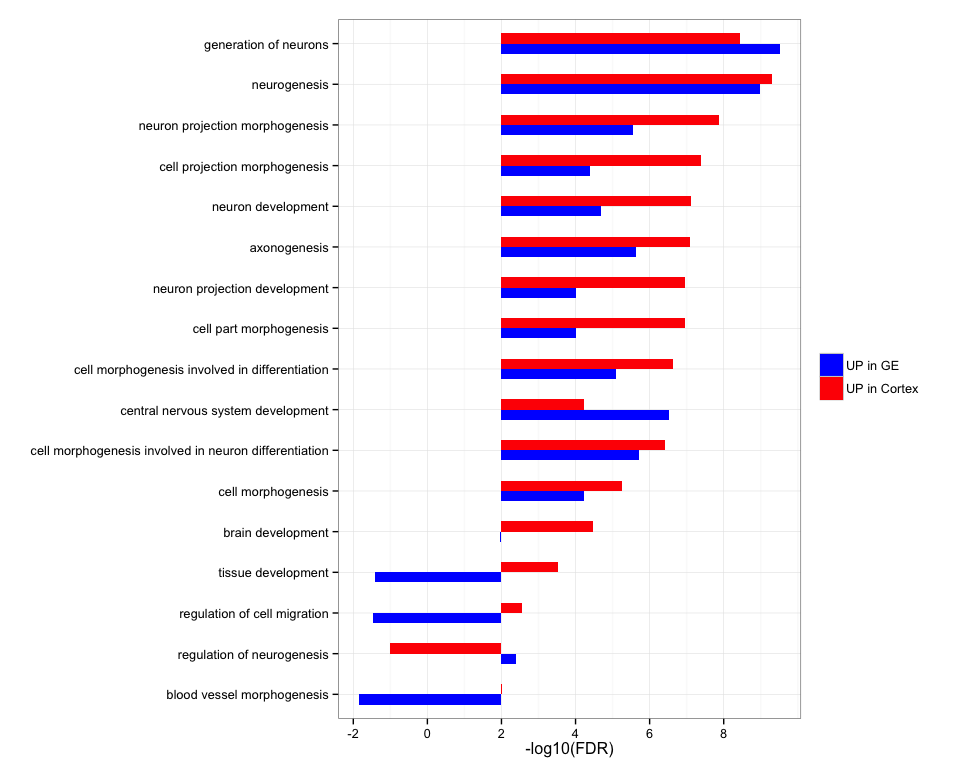 generation of neurons
neurogenesis
neuron projection morphogenesis
cell projection morphogenesis
neuron development
axonogenesis
neuron projection development
cell part morphogenesis
cell morphogenesis involved in differentiation
central nervous system development
cell morphogenesis involved in neuron differentiation
cell morphogenesis
brain development
tissue development
regulation of cell migration
regulation of neurogenesis
blood vessel morphogenesis
-2 0 2 4 6 8
-log10(FDR)
UP in GE
UP in Cortex